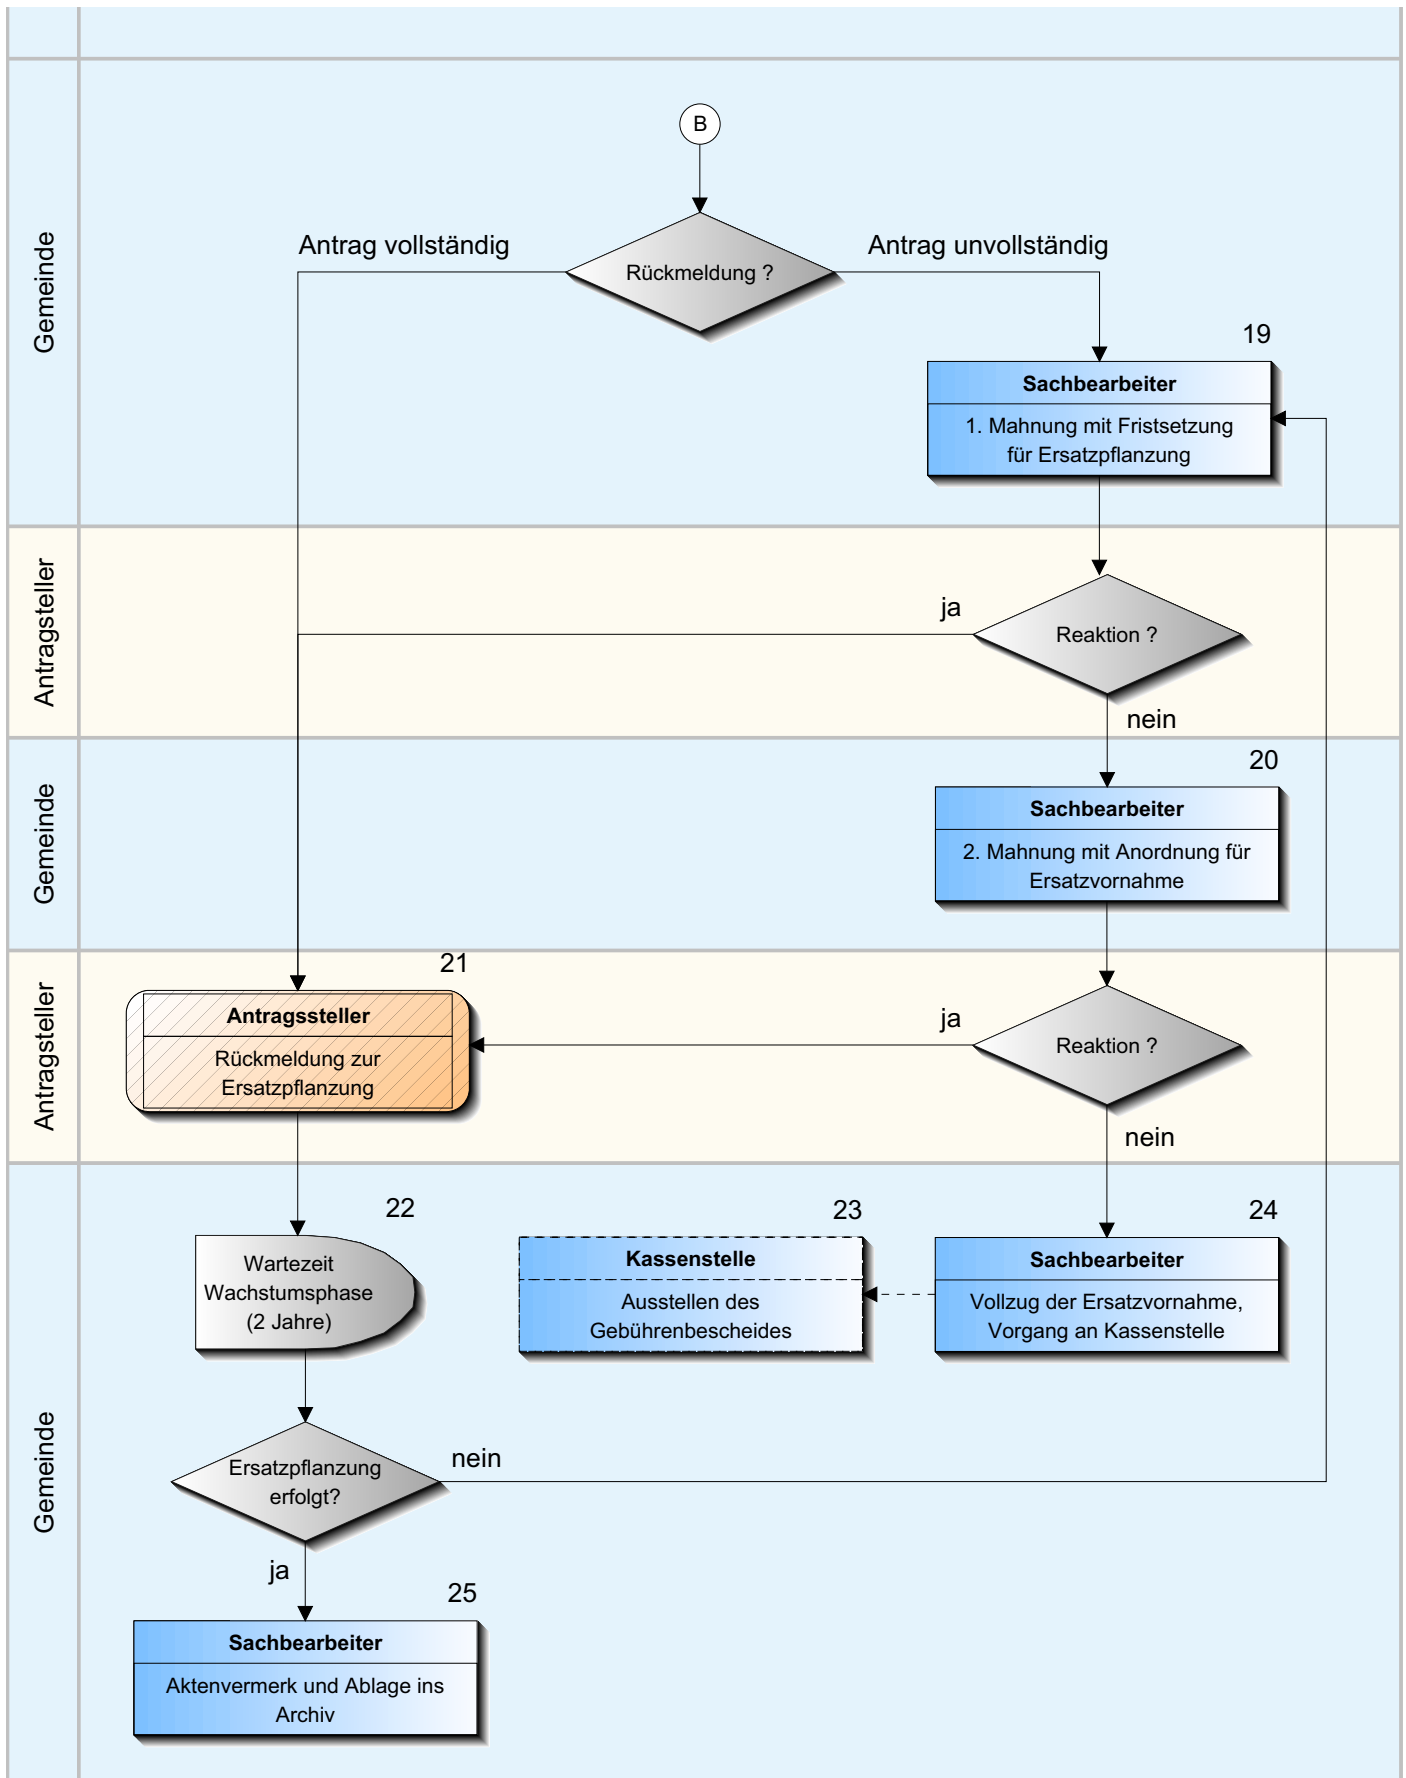 B
Antrag vollständig
Rückmeldung ?
Antrag unvollständig
Gemeinde
19
Sachbearbeiter
1. Mahnung mit Fristsetzung
für Ersatzpflanzung
Antragsteller
ja
Reaktion ?
nein
Gemeinde
20
Sachbearbeiter
2. Mahnung mit Anordnung für
Ersatzvornahme
Antragsteller
21
Antragssteller
Rückmeldung zur
Ersatzpflanzung
ja
Reaktion ?
nein
Gemeinde
22
Wartezeit
Wachstumsphase
(2 Jahre)
23
Kassenstelle
Ausstellen des
Gebührenbescheides
24
Sachbearbeiter
Vollzug der Ersatzvornahme,
Vorgang an Kassenstelle
Ersatzpflanzung
erfolgt?
nein
ja
25
Sachbearbeiter
Aktenvermerk und Ablage ins
Archiv